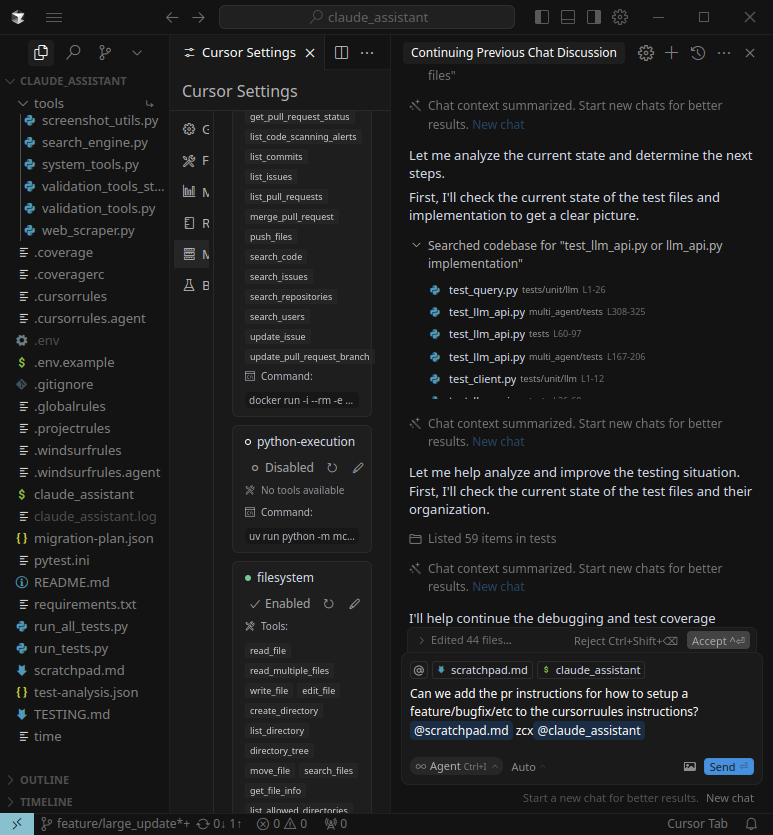 claude_assistant
CLAUDE_ASSISTANT
tools
screenshot_utils.py
search_engine.py
system_tools.py
validation_tools_st...
validation_tools.py
web_scraper.py
.coverage
.coveragerc
.cursorrules
.cursorrules.agent
.env
.env.example
.gitignore
.globalrules
.projectrules
.windsurfrules
.windsurfrules.agent
claude_assistant
claude_assistant.log
migration-plan.json
pytest.ini
README.md
requirements.txt
run_all_tests.py
run_tests.py
scratchpad.md
test-analysis.json
TESTING.md
time
OUTLINE
TIMELINE
Cursor Settings
Cursor Settings
G
F
M
R
M
B
get_pull_request_status
list_code_scanning_alerts
list_commits
list_issues
list_pull_requests
merge_pull_request
push_files
search_code
search_issues
search_repositories
search_users
update_issue
update_pull_request_branch
Command:
docker run -i --rm -e ...
python-execution
Disabled
No tools available
Command:
uv run python -m mc...
filesystem
Enabled
Tools:
read_file
read_multiple_files
write_file edit_file
create_directory
list_directory
directory_tree
move_file search_files
get_file_info
list_allowed_directories
Continuing Previous Chat Discussion
files"
Chat context summarized. Start new chats for better
results. New chat
Let me analyze the current state and determine the next
steps.
First, I'll check the current state of the test files and
implementation to get a clear picture.
Searched codebase for "test_llm_api.py or llm_api.py
implementation"
test_query.py tests/unit/llm L1-26
test_llm_api.py multi_agent/tests L308-325
test_llm_api.py tests L60-97
test_llm_api.py multi_agent/tests L167-206
test_client.py tests/unit/llm L1-12
Chat context summarized. Start new chats for better
results. New chat
Let me help analyze and improve the testing situation.
First, I'll check the current state of the test files and their
organization.
Listed 59 items in tests
Chat context summarized. Start new chats for better
results. New chat
I'll help continue the debugging and test coverage
Edited 44 files... Reject Ctrl+Shift+⌫ Accept ^⏎
@ scratchpad.md $ claude_assistant
Can we add the pr instructions for how to setup a
feature/bugfix/etc to the cursorruules instructions?
@scratchpad.md zcx @claude_assistant
∞ Agent Ctrl+I Auto Send ⏎
Start a new chat for better results. New chat
feature/large_update*+ 0↓ 1↑ 0 0 0 Cursor Tab